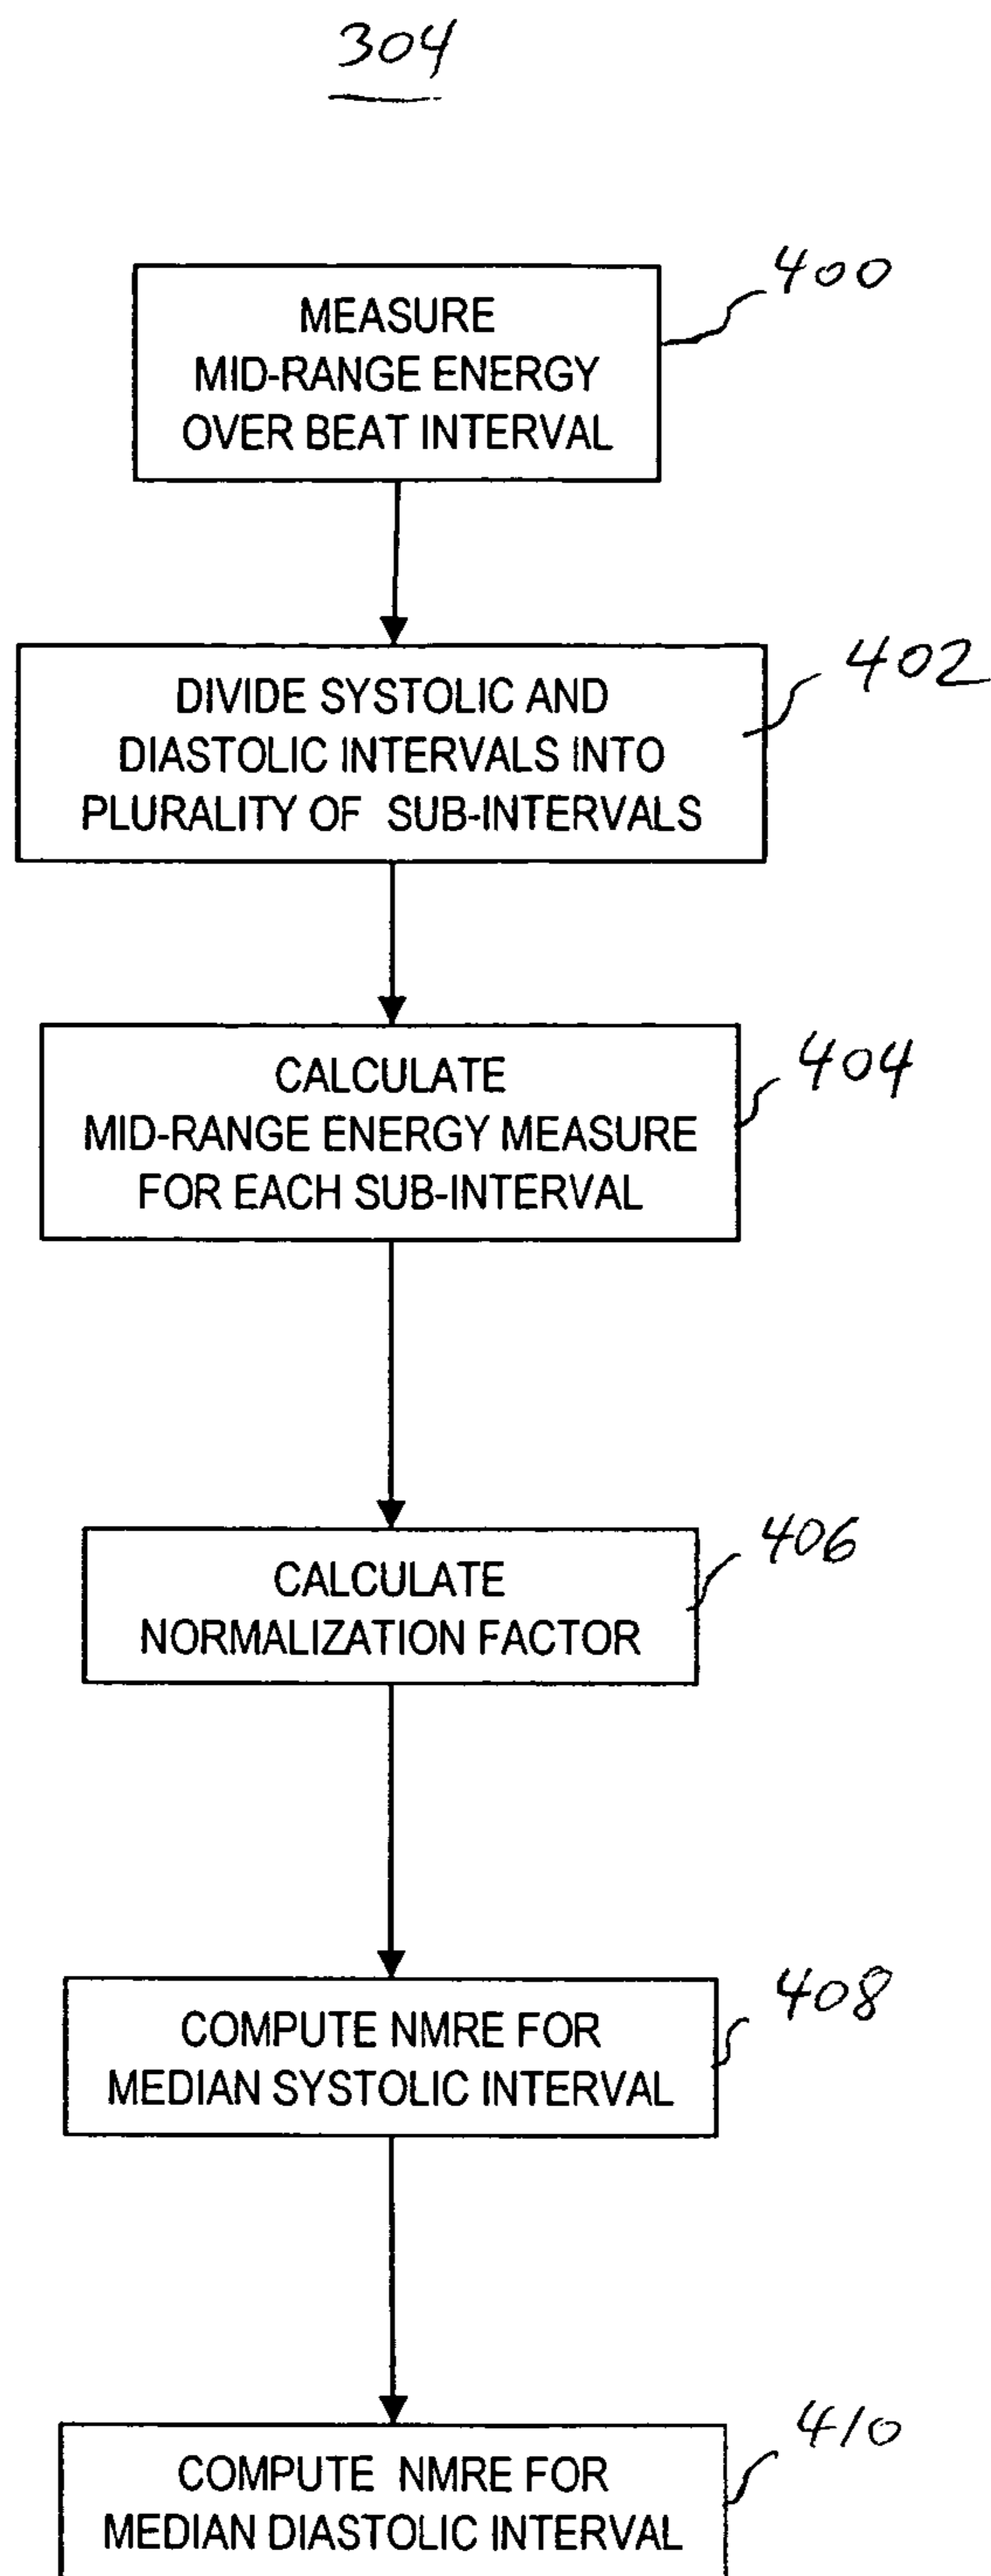 304
400
MEASURE
MID-RANGE ENERGY
OVER BEAT INTERVAL
402
DIVIDE SYSTOLIC AND
DIASTOLIC INTERVALS INTO
PLURALITY OF SUB-INTERVALS
404
CALCULATE
MID-RANGE ENERGY MEASURE
FOR EACH SUB-INTERVAL
406
CALCULATE
NORMALIZATION FACTOR
408
COMPUTE NMRE FOR
MEDIAN SYSTOLIC INTERVAL
410
COMPUTE NMRE FOR
MEDIAN DIASTOLIC INTERVAL